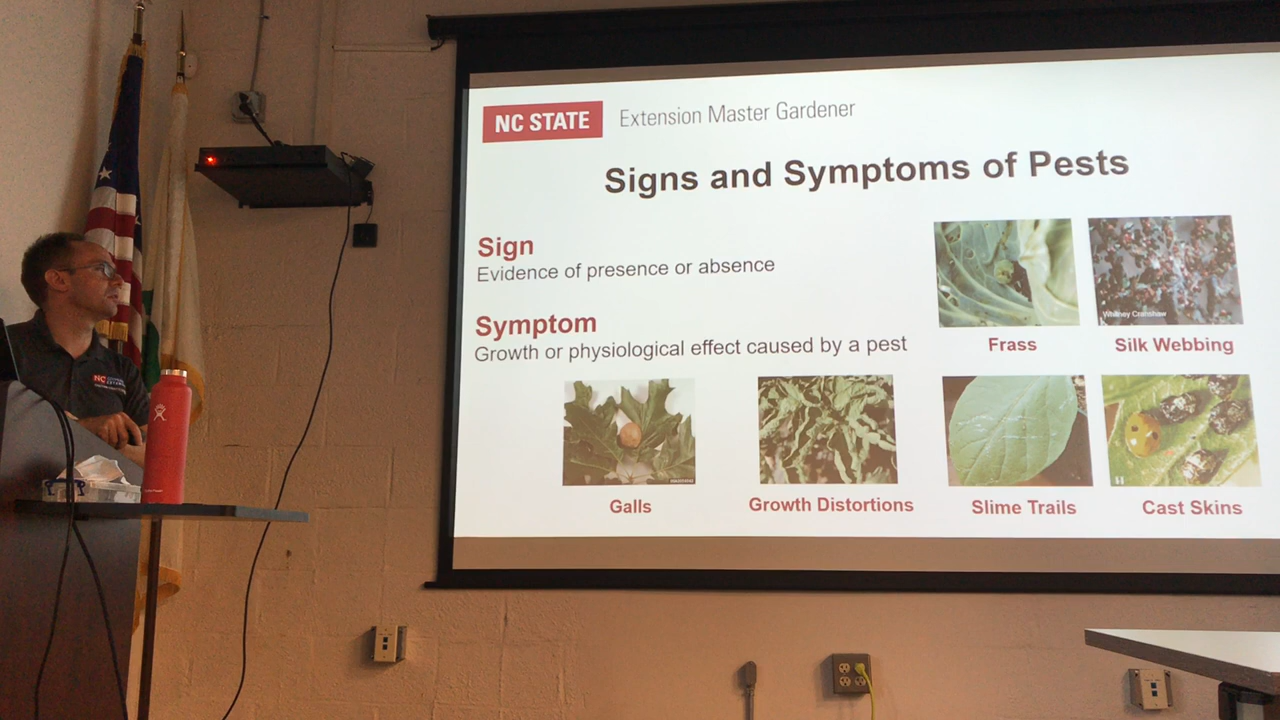 NC STATE Extension Master Gardener
Signs and Symptoms of Pests
Sign
Evidence of presence or absence
Symptom
Growth or physiological effect caused by a pest
Whitney Cranshaw
Frass
Silk Webbing
Galls
Growth Distortions
Slime Trails
Cast Skins
NC